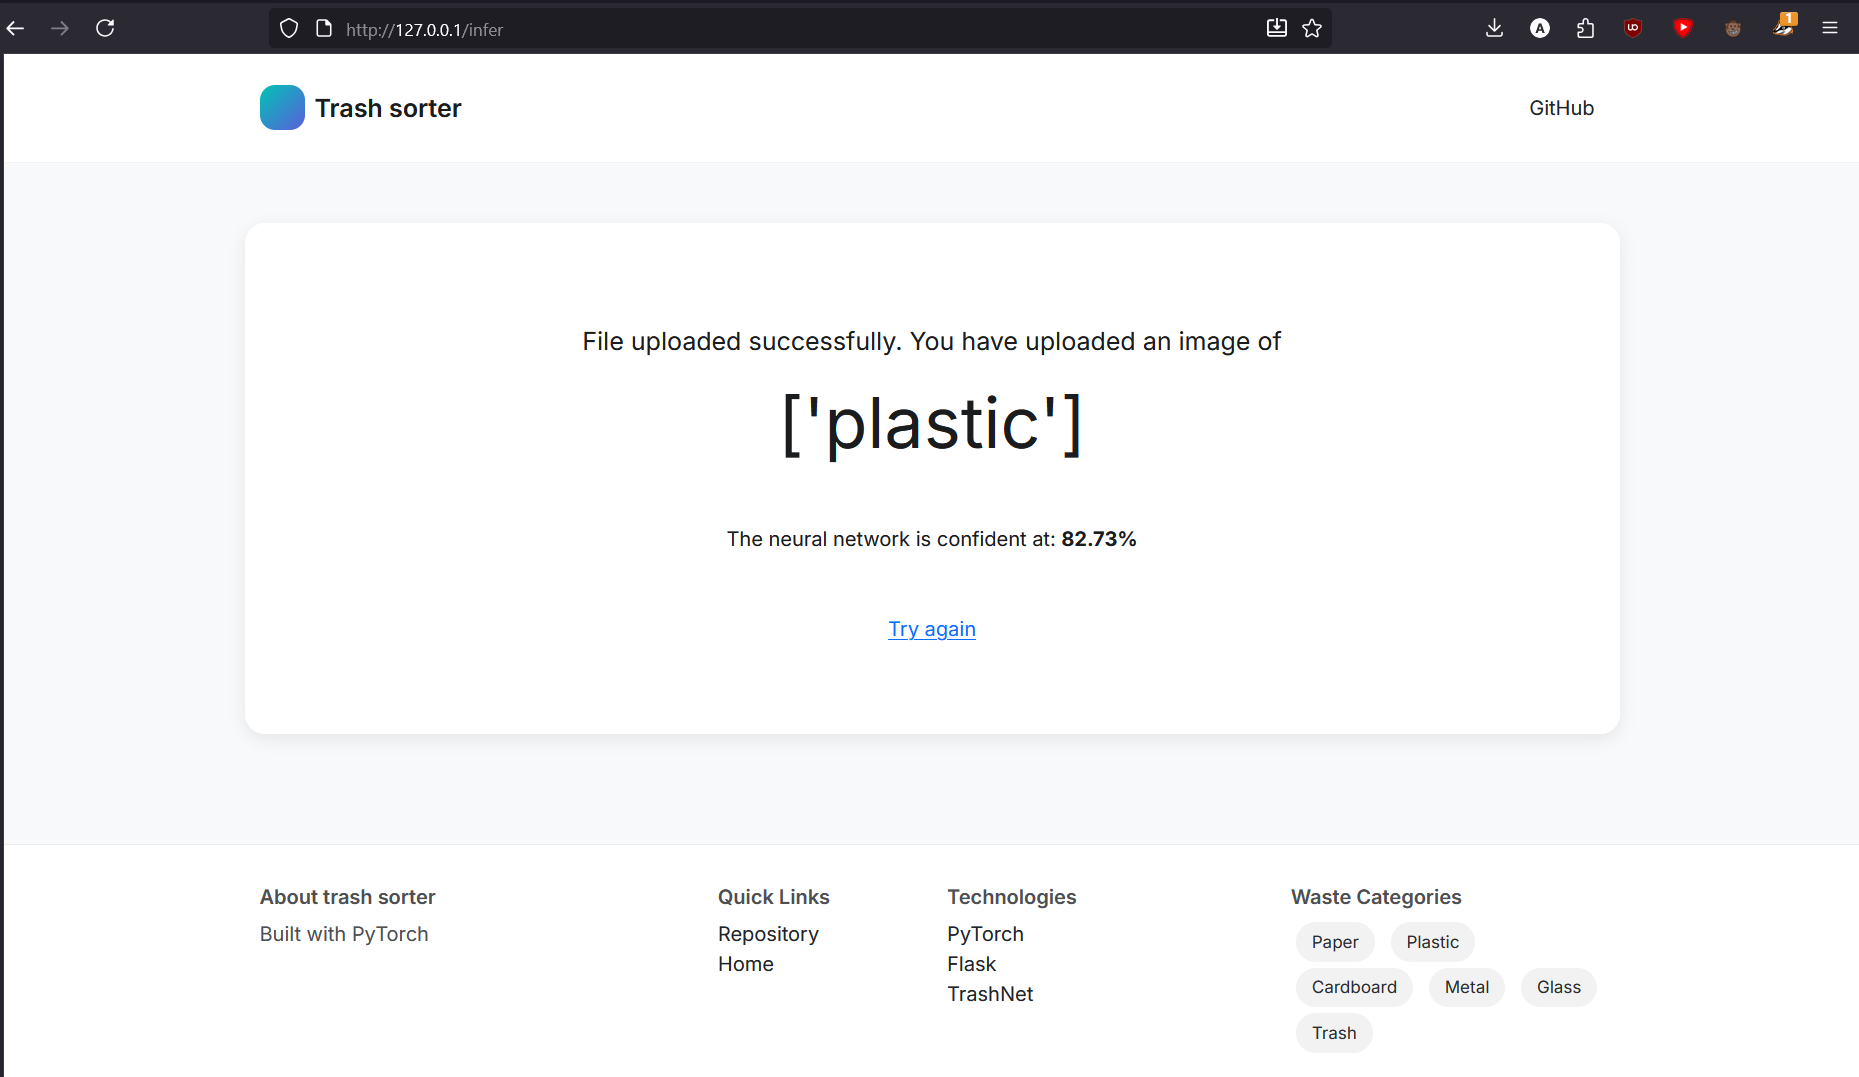 http://127.0.0.1/infer
A
1
Trash sorter
GitHub
File uploaded successfully. You have uploaded an image of
['plastic']
The neural network is confident at: 82.73%
Try again
About trash sorter
Built with PyTorch
Quick Links
Repository
Home
Technologies
PyTorch
Flask
TrashNet
Waste Categories
Paper Plastic
Cardboard Metal Glass
Trash